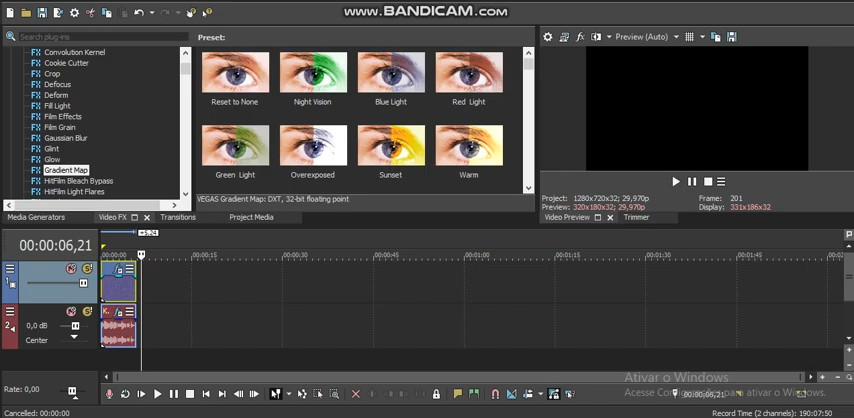 www.BANDICAM.com
Search plug-ins
Preset:
Preview (Auto)
FX Convolution Kernel
FX Cookie Cutter
FX Crop
FX Defocus
FX Deform
FX Fill Light
FX Film Effects
FX Film Grain
FX Gaussian Blur
FX Glint
FX Glow
FX Gradient Map
FX HitFilm Bleach Bypass
FX HitFilm Light Flares
Reset to None
Night Vision
Blue Light
Red Light
Green Light
Overexposed
Sunset
Warm
VEGAS Gradient Map: DXT, 32-bit floating point
Project: 1280x720x32; 29,970p
Frame: 201
Preview: 320x180x32; 29,970p
Display: 331x186x32
Media Generators
Video FX
Transitions
Project Media
Video Preview
Trimmer
00:00:06,21
+5.24
00:00:00
00:00:15
00:00:30
00:00:45
00:01:00
00:01:15
00:01:30
00:01:45
1
2
0,0 dB
Center
K.
Rate: 0,00
Ativar o Windows
Acesse Configurações para ativar o Windows.
00:00:06,21
Cancelled: 00:00:00
Record Time (2 channels): 190:07:50